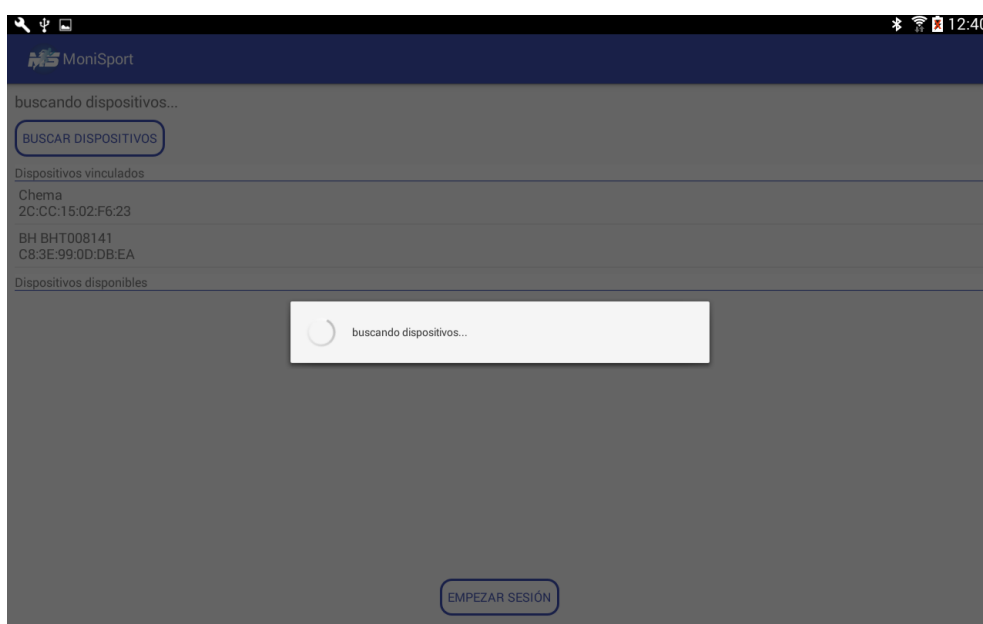 12:40
MS MoniSport
buscando dispositivos...
BUSCAR DISPOSITIVOS
Dispositivos vinculados
Chema
2C:CC:15:02:F6:23
BH BHT008141
C8:3E:99:0D:DB:EA
Dispositivos disponibles
buscando dispositivos...
EMPEZAR SESIÓN